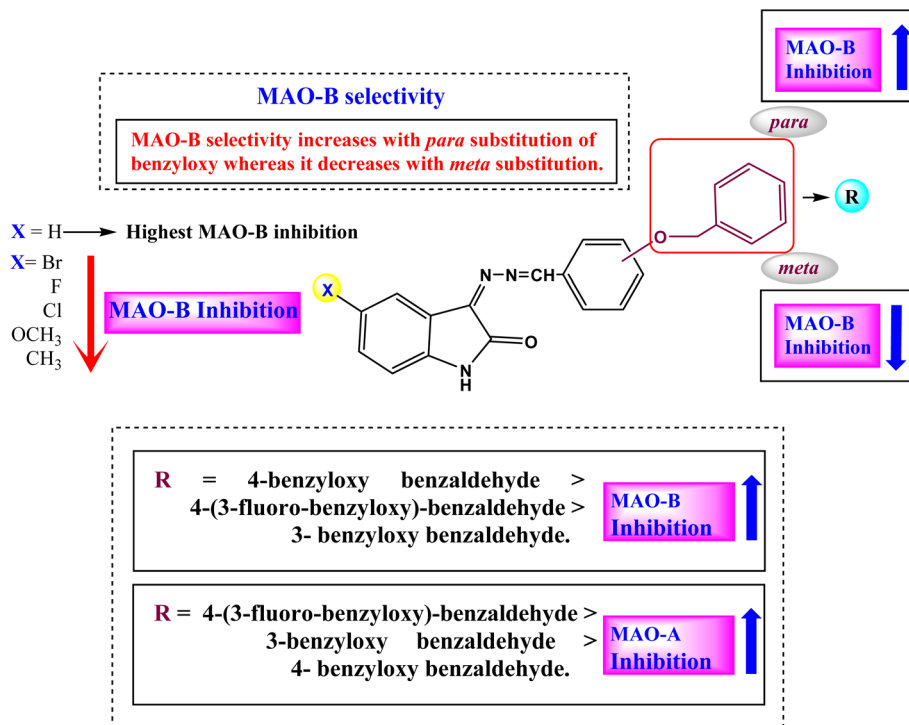 MAO-B selectivity
MAO-B selectivity increases with para substitution of
benzyloxy whereas it decreases with meta substitution.
MAO-B
Inhibition
para
R
X = H
Highest MAO-B inhibition
X= Br
F
Cl
OCH3
CH3
MAO-B Inhibition
X
N
N=CH
O
O
N
H
meta
MAO-B
Inhibition
R = 4-benzyloxy benzaldehyde >
4-(3-fluoro-benzyloxy)-benzaldehyde >
3- benzyloxy benzaldehyde.
MAO-B
Inhibition
R = 4-(3-fluoro-benzyloxy)-benzaldehyde >
3-benzyloxy benzaldehyde >
4- benzyloxy benzaldehyde.
MAO-A
Inhibition